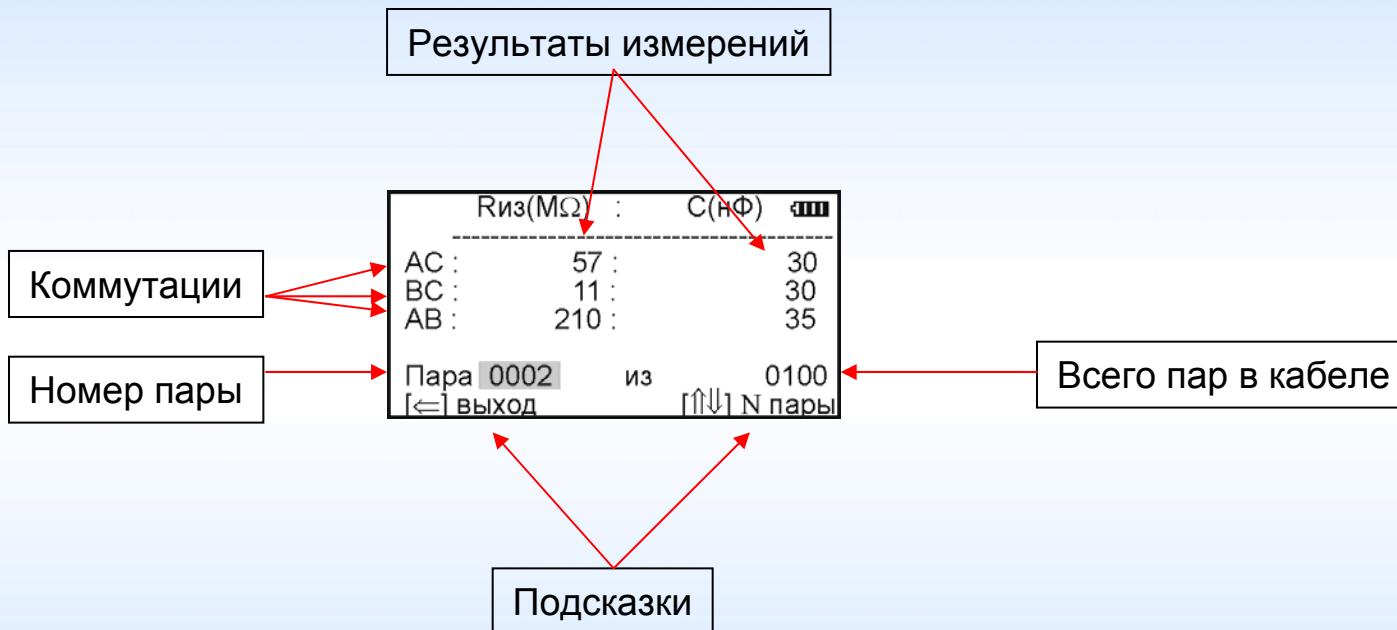 Результаты измерений
Rиз(MΩ) : C(нФ)
Коммутации
AC : 57 : 30
BC : 11 : 30
AB : 210 : 35
Номер пары
Пара 0002 из 0100
Всего пар в кабеле
[⇐] выход [⇑⇓] N пары
Подсказки